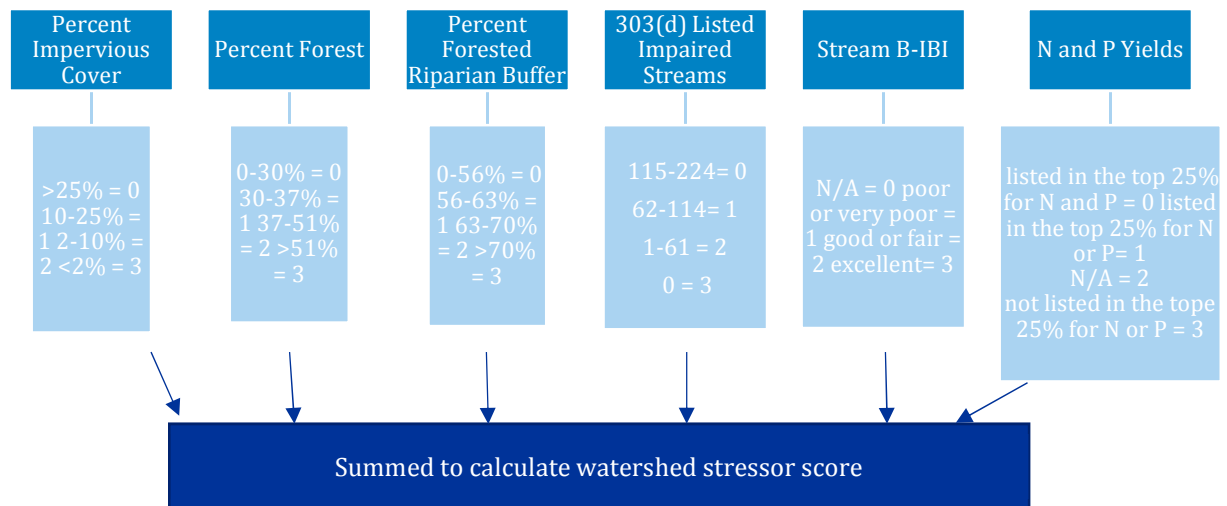 Percent
Impervious
Cover
Percent Forest
Percent
Forested
Riparian Buffer
303(d) Listed
Impaired
Streams
Stream B-IBI
N and P Yields
>25% = 0
10-25% =
1 2-10% =
2 <2% = 3
0-30% = 0
30-37% =
1 37-51%
= 2 >51%
= 3
0-56% = 0
56-63% =
1 63-70%
= 2 >70%
= 3
115-224= 0
62-114= 1
1-61 = 2
0 = 3
N/A = 0 poor
or very poor =
1 good or fair =
2 excellent= 3
listed in the top 25%
for N and P = 0 listed
in the top 25% for N
or P= 1
N/A = 2
not listed in the tope
25% for N or P = 3
Summed to calculate watershed stressor score